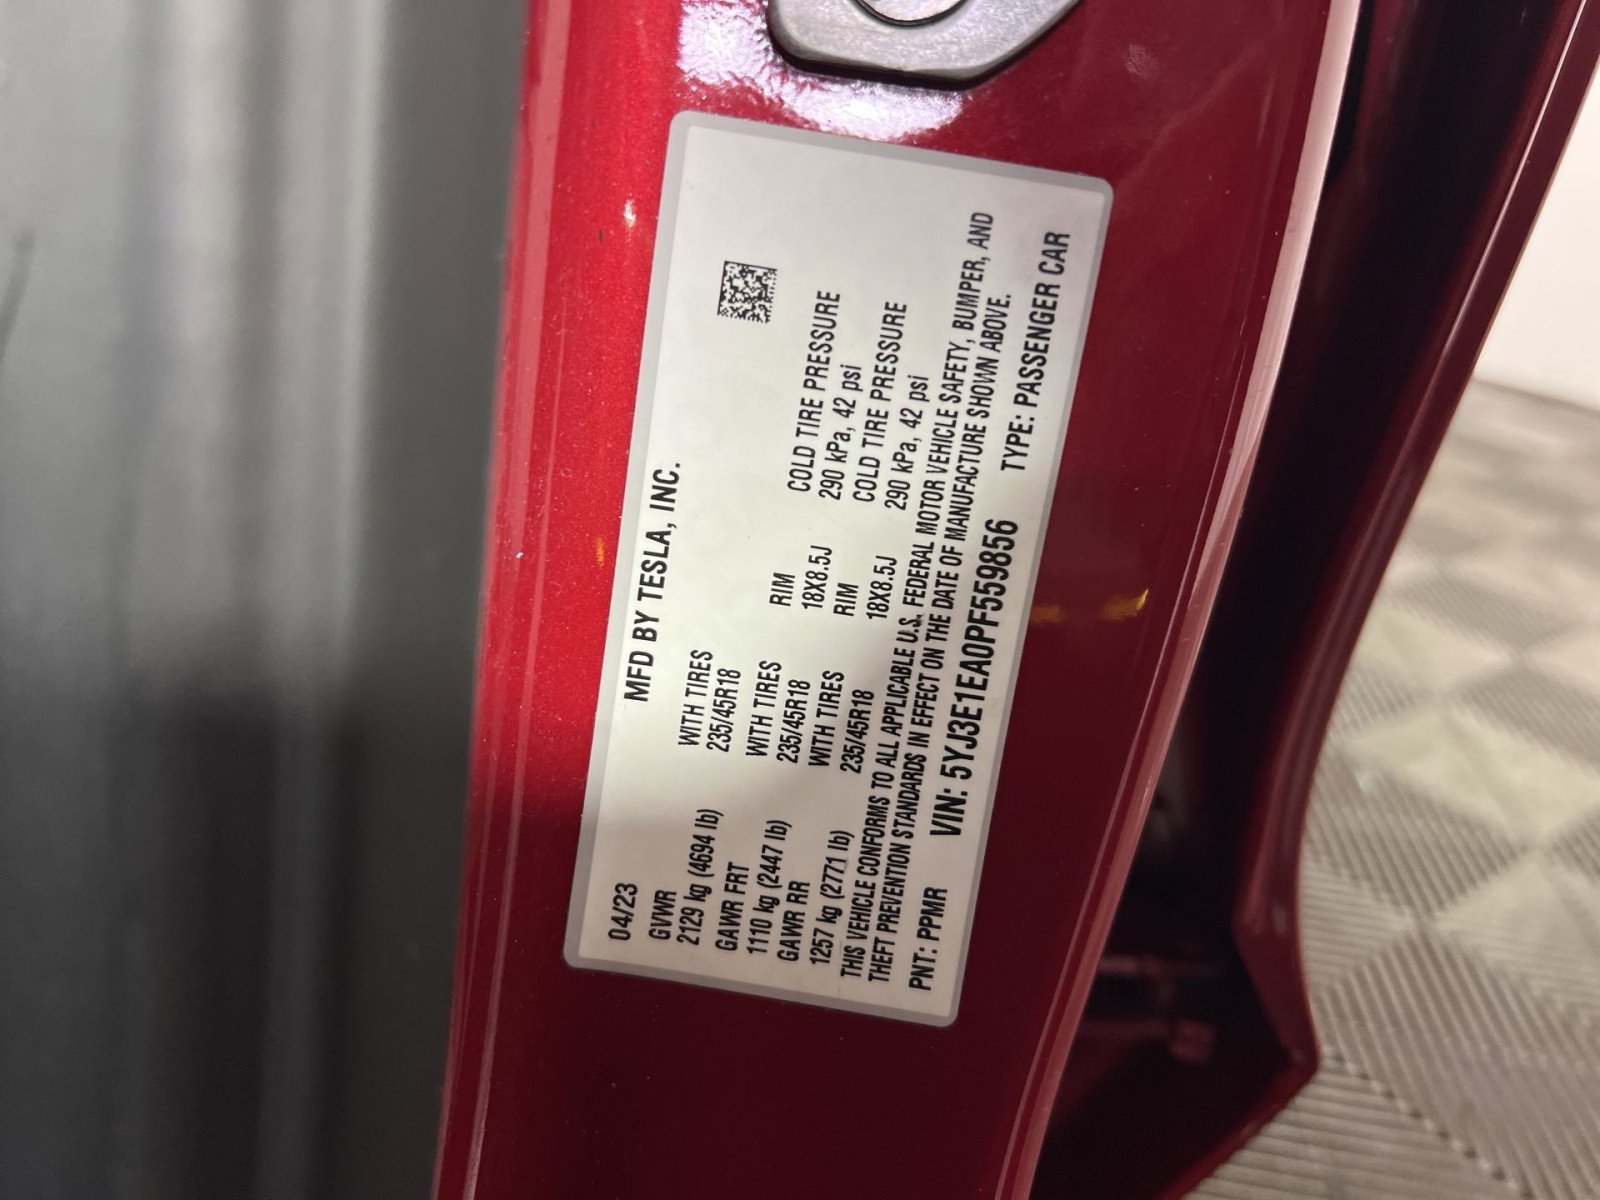 MFD BY TESLA, INC.
04/23
GVWR WITH TIRES
2129 kg (4694 lb) 235/45R18
GAWR FRT WITH TIRES RIM COLD TIRE PRESSURE
1110 kg (2447 lb) 235/45R18 18X8.5J 290 kPa, 42 psi
GAWR RR WITH TIRES RIM COLD TIRE PRESSURE
1257 kg (2771 lb) 235/45R18 18X8.5J 290 kPa, 42 psi
THIS VEHICLE CONFORMS TO ALL APPLICABLE U.S. FEDERAL MOTOR VEHICLE SAFETY, BUMPER, AND
THEFT PREVENTION STANDARDS IN EFFECT ON THE DATE OF MANUFACTURE SHOWN ABOVE.
PNT: PPMR VIN: 5YJ3E1EA0PF559856 TYPE: PASSENGER CAR